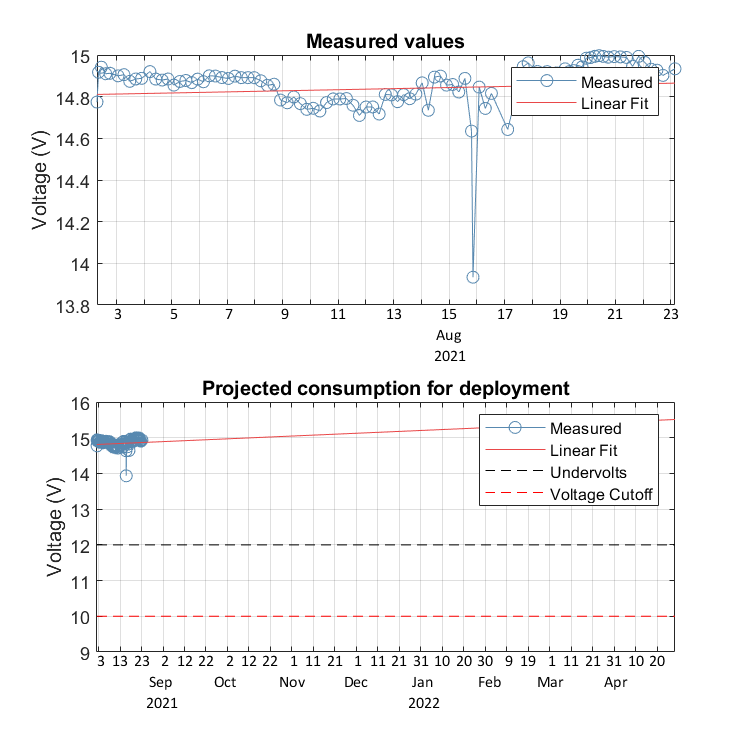 Measured values
15
14.8
14.6
14.4
14.2
14
13.8
Voltage (V)
Measured
Linear Fit
3 5 7 9 11 13 15 17 19 21 23
Aug
2021
Projected consumption for deployment
16
15
14
13
12
11
10
9
Voltage (V)
Measured
Linear Fit
Undervolts
Voltage Cutoff
3 13 23 2 12 22 2 12 22 1 11 21 1 11 21 31 10 20 30 9 19 1 11 21 31 10 20
Sep Oct Nov Dec Jan Feb Mar Apr
2021 2022